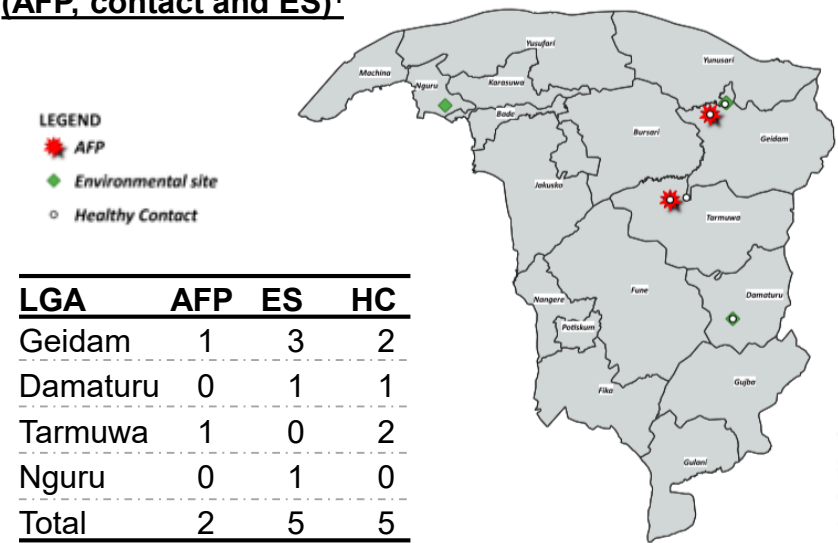 (AFP, contact and ES)¹
LEGEND
AFP
Environmental site
Healthy Contact
LGA AFP ES HC
Geidam 1 3 2
Damaturu 0 1 1
Tarmuwa 1 0 2
Nguru 0 1 0
Total 2 5 5
Machina
Yusufari
Yunusari
Nguru
Karasuwa
Bade
Bursari
Geidam
Jakusko
Tarmuwa
Nangere
Fune
Damaturu
Potiskum
Fika
Gujba
Gulani